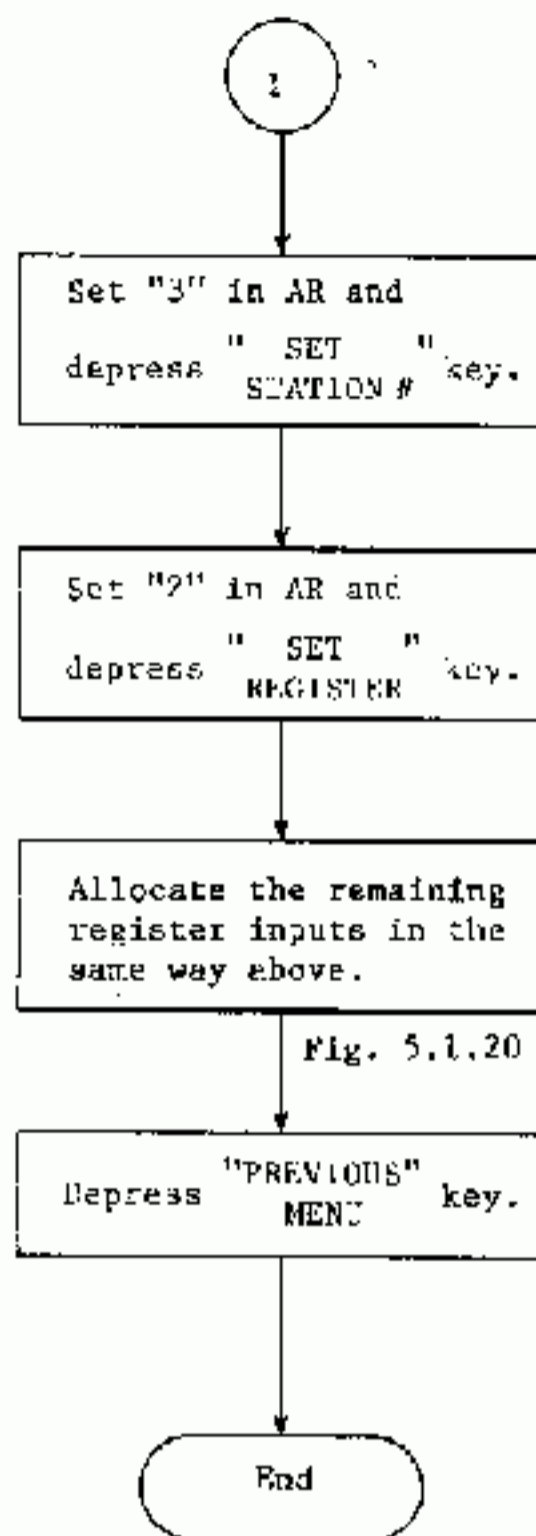 1
Set "3" in AR and
depress " SET STATION # " key.
Set "2" in AR and
depress " SET REGISTER " key.
Allocate the remaining
register inputs in the
same way above.
Fig. 5.1.20
Depress "PREVIOUS" MENU key.
End